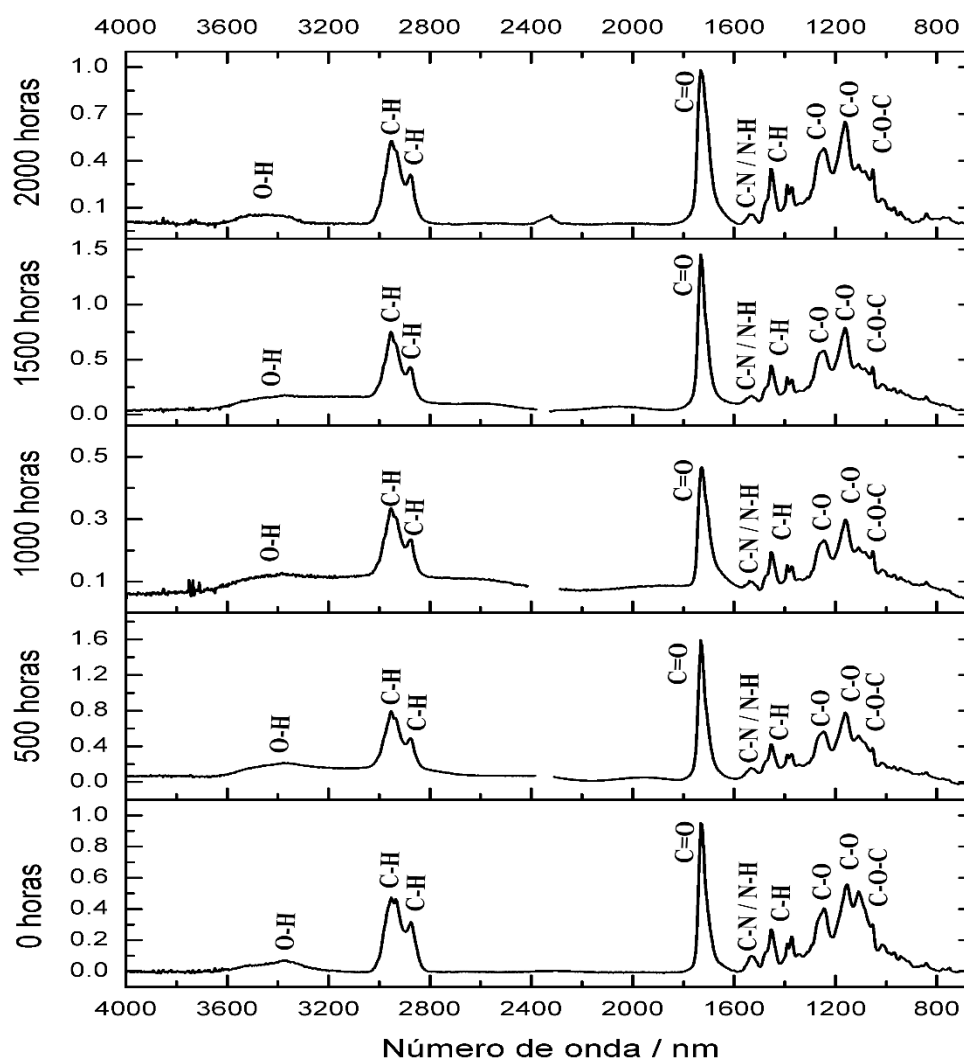 4000 3600 3200 2800 2400 2000 1600 1200 800
2000 horas
1.0
0.7
0.4
0.1
O-H
C-H
C-H
C=O
C-N / N-H
C-H
C-O
C-O
C-O-C
1500 horas
1.5
1.0
0.5
0.0
O-H
C-H
C-H
C=O
C-N / N-H
C-H
C-O
C-O
C-O-C
1000 horas
0.5
0.3
0.1
O-H
C-H
C-H
C=O
C-N / N-H
C-H
C-O
C-O
C-O-C
500 horas
1.6
1.2
0.8
0.4
0.0
O-H
C-H
C-H
C=O
C-N / N-H
C-H
C-O
C-O
C-O-C
0 horas
1.0
0.8
0.6
0.4
0.2
0.0
O-H
C-H
C-H
C=O
C-N / N-H
C-H
C-O
C-O
C-O-C
4000 3600 3200 2800 2400 2000 1600 1200 800
Número de onda / nm